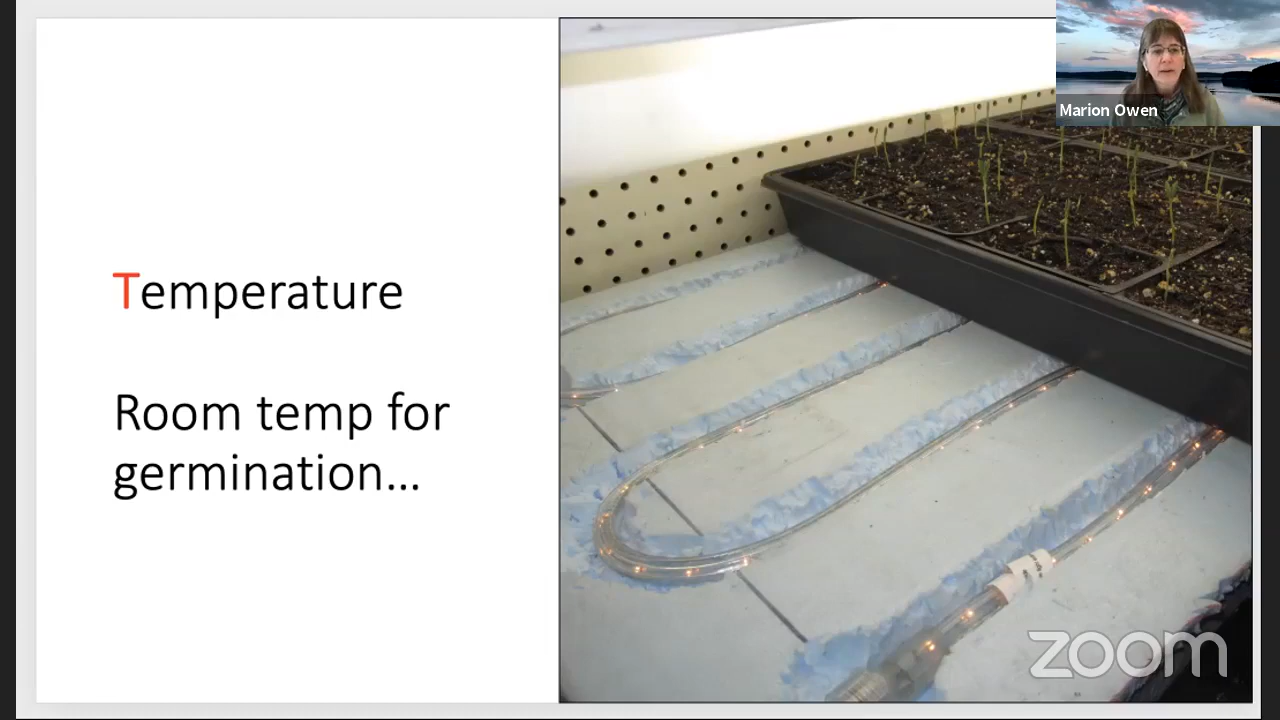 Temperature
Room temp for
germination...
Marion Owen
zoom